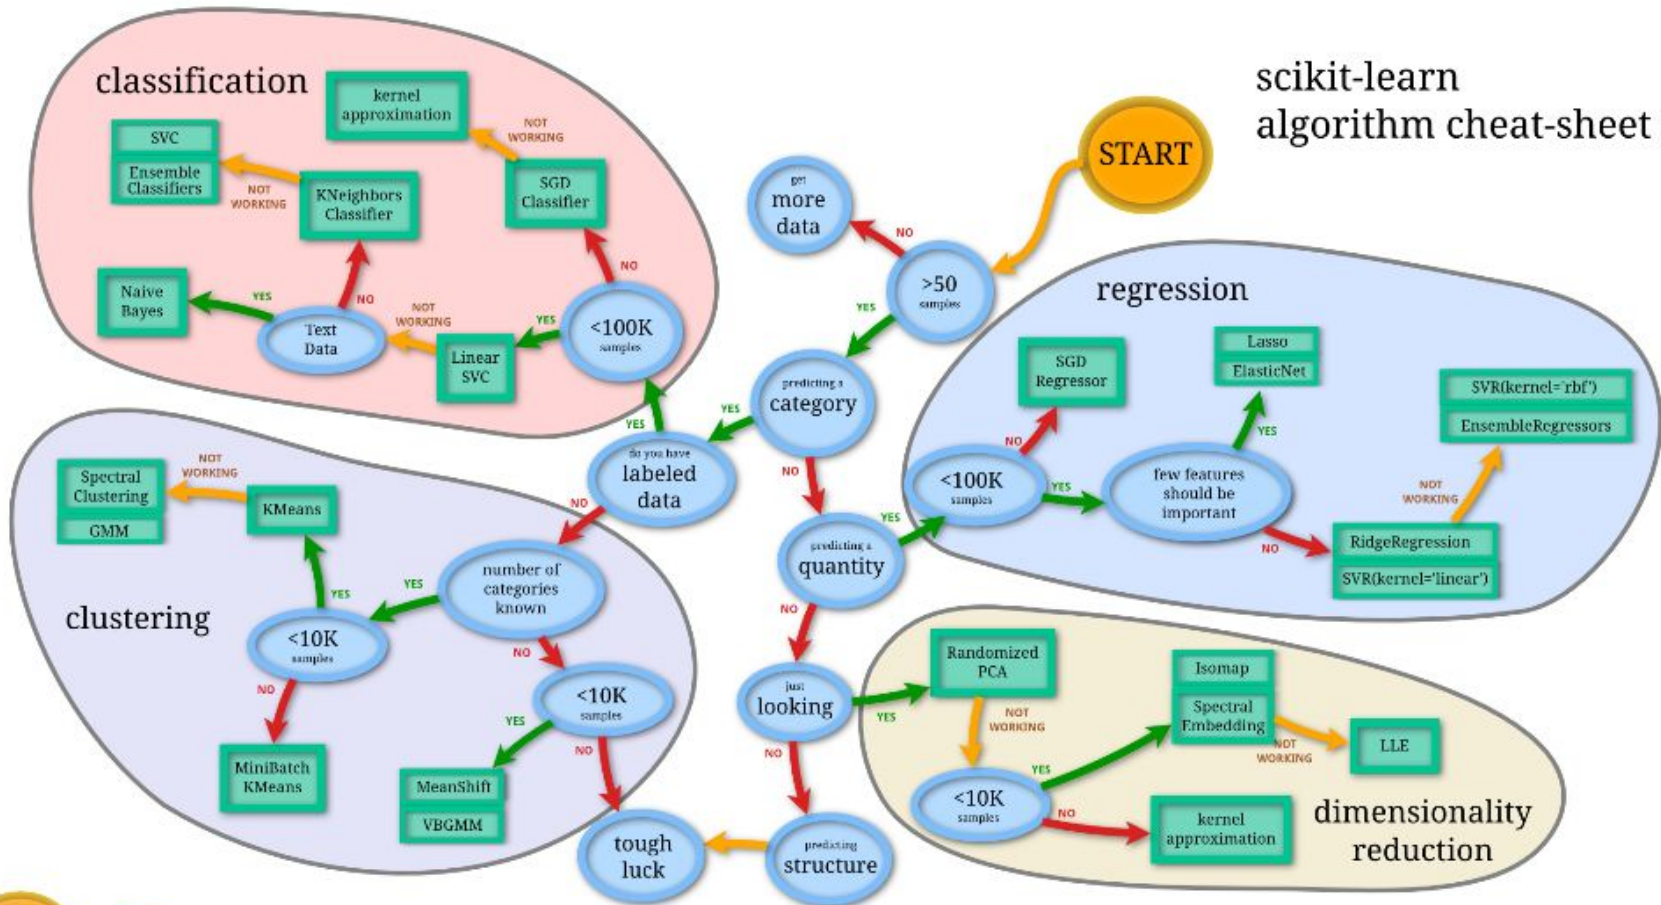 scikit-learn
algorithm cheat-sheet
START
>50
samples
NO
get
more
data
YES
predicting a
category
YES
do you have
labeled
data
YES
NO
NO
predicting a
quantity
YES
NO
just
looking
YES
NO
predicting
structure
tough
luck
classification
<100K
samples
NO
SGD
Classifier
NOT
WORKING
kernel
approximation
YES
Linear
SVC
NOT
WORKING
Text
Data
YES
Naive
Bayes
NO
KNeighbors
Classifier
NOT
WORKING
SVC
Ensemble
Classifiers
clustering
number of
categories
known
YES
<10K
samples
YES
KMeans
NOT
WORKING
Spectral
Clustering
GMM
NO
MiniBatch
KMeans
NO
<10K
samples
YES
MeanShift
VBGMM
NO
regression
<100K
samples
NO
SGD
Regressor
YES
few features
should be
important
YES
Lasso
ElasticNet
NO
RidgeRegression
SVR(kernel='linear')
NOT
WORKING
SVR(kernel='rbf')
EnsembleRegressors
dimensionality
reduction
Randomized
PCA
NOT
WORKING
<10K
samples
YES
Isomap
Spectral
Embedding
NOT
WORKING
LLE
NO
kernel
approximation